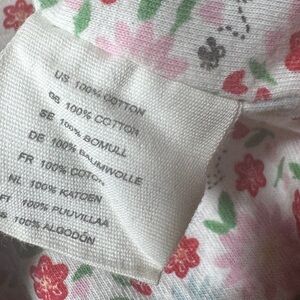 US 100% COTTON
GB 100% COTTON
SE 100% BOMULL
DE 100% BAUMWOLLE
FR 100% COTON
NL 100% KATOEN
FI 100% PUUVILLAA
100% ALGODÓN